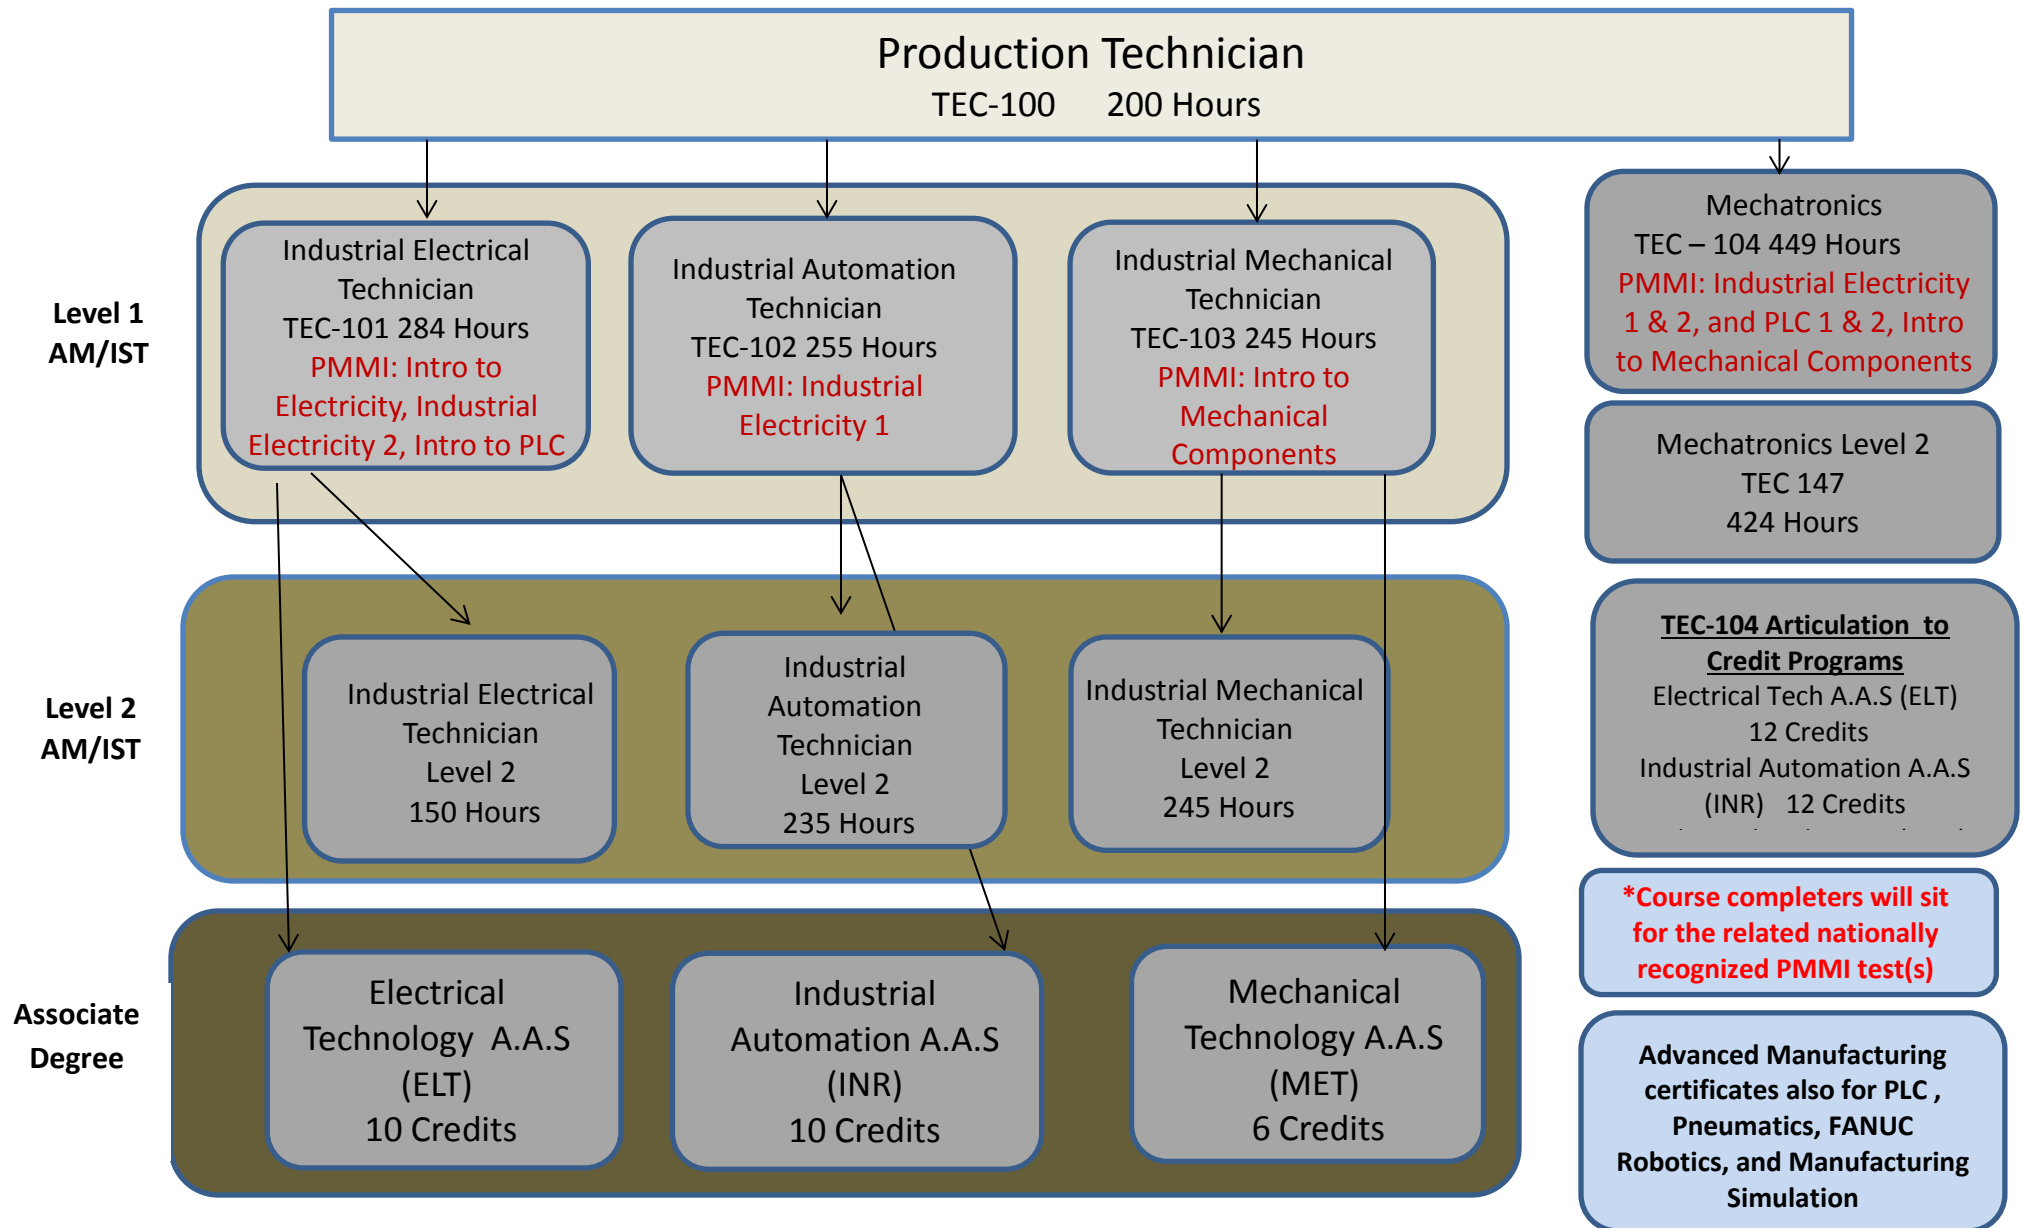 Production Technician
TEC-100 200 Hours
Level 1
AM/IST
Industrial Electrical
Technician
TEC-101 284 Hours
PMMI: Intro to
Electricity, Industrial
Electricity 2, Intro to PLC
Industrial Automation
Technician
TEC-102 255 Hours
PMMI: Industrial
Electricity 1
Industrial Mechanical
Technician
TEC-103 245 Hours
PMMI: Intro to
Mechanical
Components
Mechatronics
TEC – 104 449 Hours
PMMI: Industrial Electricity
1 & 2, and PLC 1 & 2, Intro
to Mechanical Components
Mechatronics Level 2
TEC 147
424 Hours
Level 2
AM/IST
Industrial Electrical
Technician
Level 2
150 Hours
Industrial
Automation
Technician
Level 2
235 Hours
Industrial Mechanical
Technician
Level 2
245 Hours
TEC-104 Articulation to
Credit Programs
Electrical Tech A.A.S (ELT)
12 Credits
Industrial Automation A.A.S
(INR) 12 Credits
Associate
Degree
Electrical
Technology A.A.S
(ELT)
10 Credits
Industrial
Automation A.A.S
(INR)
10 Credits
Mechanical
Technology A.A.S
(MET)
6 Credits
*Course completers will sit
for the related nationally
recognized PMMI test(s)
Advanced Manufacturing
certificates also for PLC ,
Pneumatics, FANUC
Robotics, and Manufacturing
Simulation